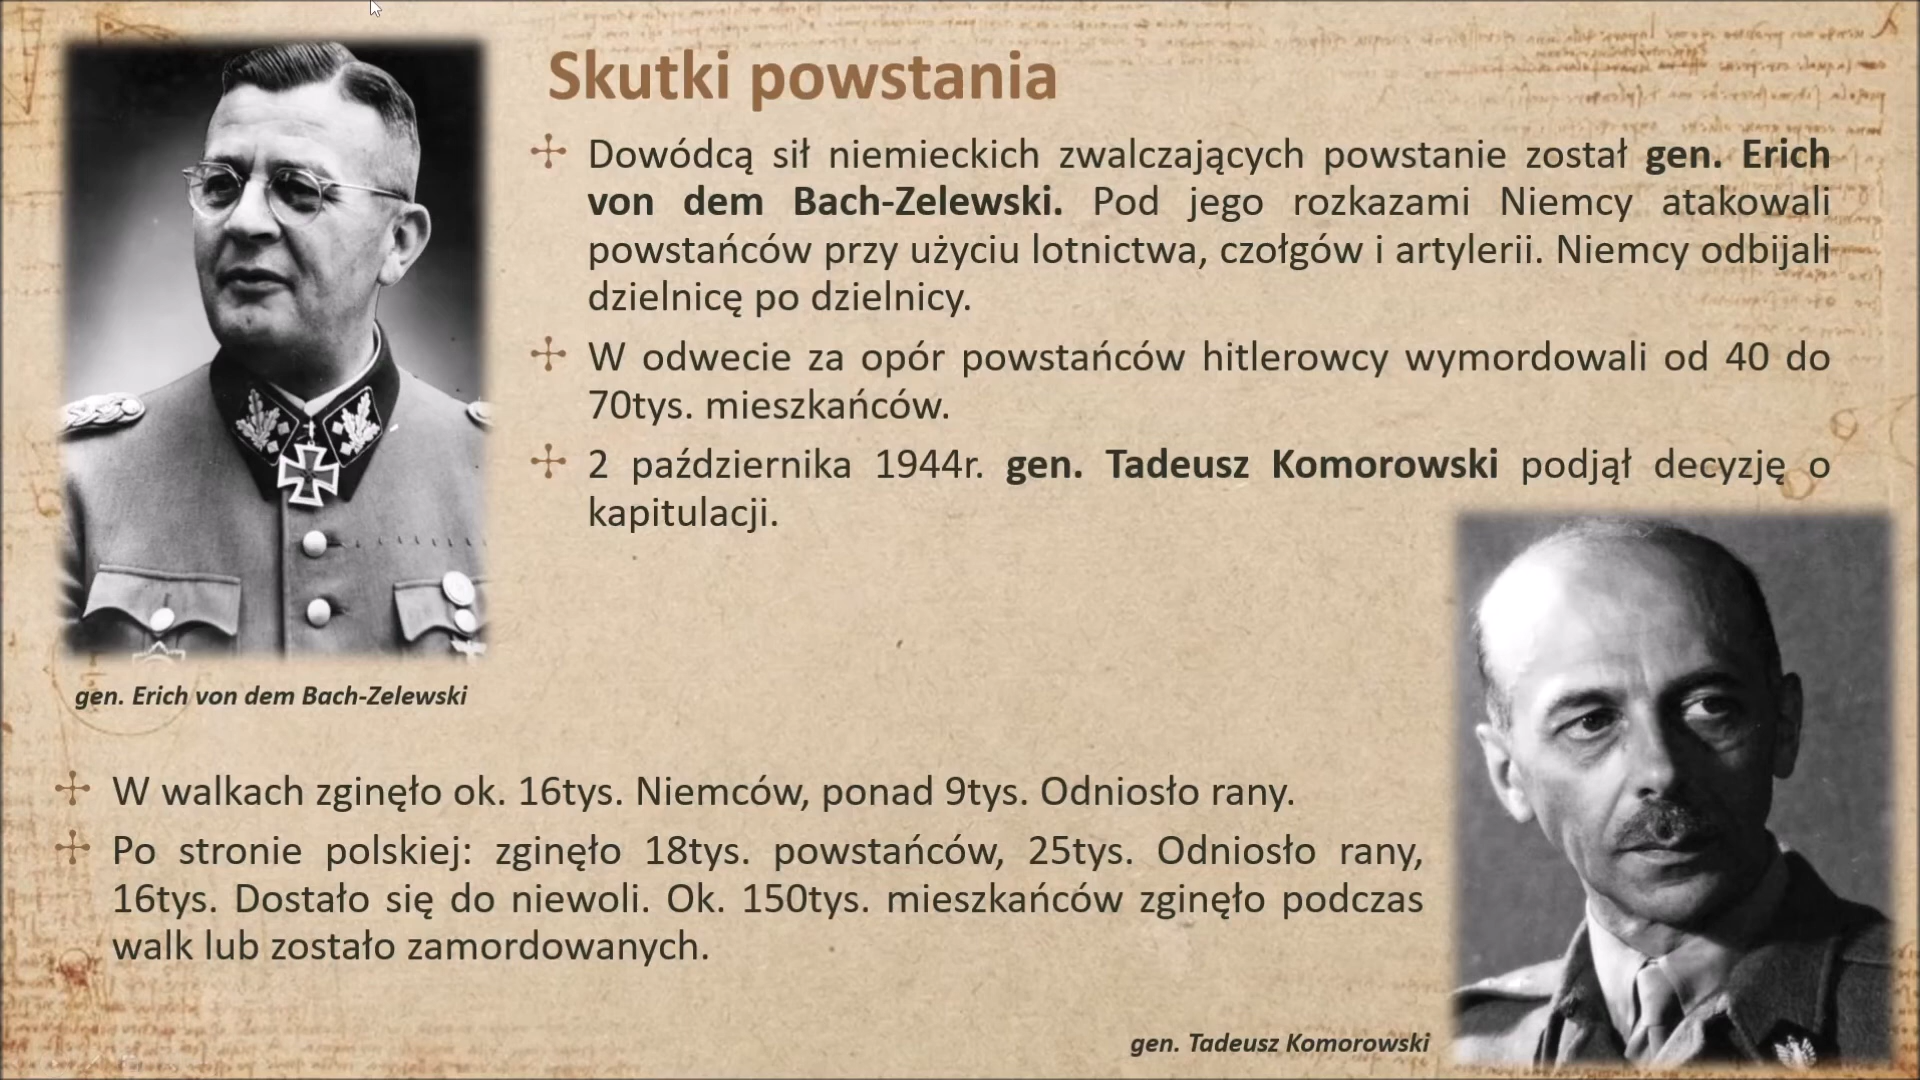 Skutki powstania
Dowódcą sił niemieckich zwalczających powstanie został gen. Erich
von dem Bach-Zelewski. Pod jego rozkazami Niemcy atakowali
powstańców przy użyciu lotnictwa, czołgów i artylerii. Niemcy odbijali
dzielnicę po dzielnicy.
W odwecie za opór powstańców hitlerowcy wymordowali od 40 do
70tys. mieszkańców.
2 października 1944r. gen. Tadeusz Komorowski podjął decyzję o
kapitulacji.
gen. Erich von dem Bach-Zelewski
W walkach zginęło ok. 16tys. Niemców, ponad 9tys. Odniosło rany.
Po stronie polskiej: zginęło 18tys. powstańców, 25tys. Odniosło rany,
16tys. Dostało się do niewoli. Ok. 150tys. mieszkańców zginęło podczas
walk lub zostało zamordowanych.
gen. Tadeusz Komorowski